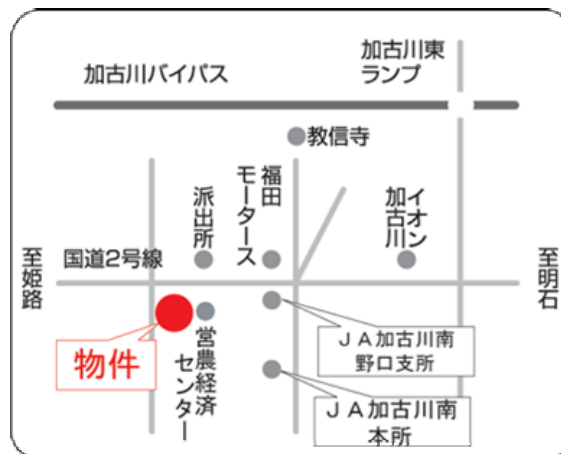 加古川バイパス
加古川東
ランプ
教信寺
福田
モータース
派出所
イオン
加古川
至姫路
国道2号線
至明石
物件
営農経済
センター
JA加古川南
野口支所
JA加古川南
本所